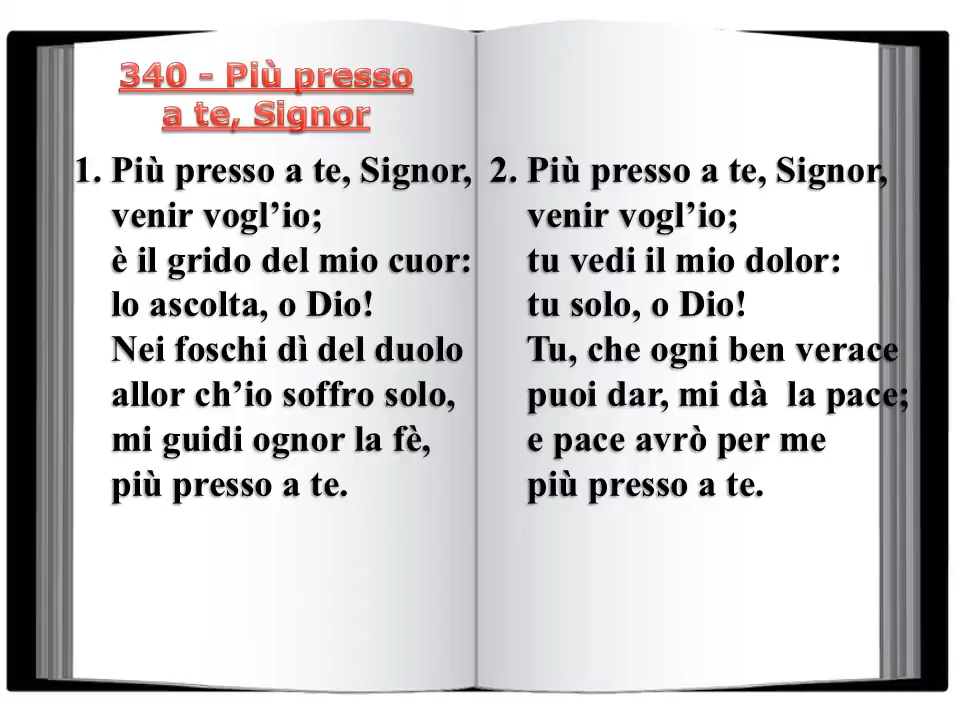 340 - Più presso
a te, Signor
1. Più presso a te, Signor,
venir vogl’io;
è il grido del mio cuor:
lo ascolta, o Dio!
Nei foschi dì del duolo
allor ch’io soffro solo,
mi guidi ognor la fè,
più presso a te.
2. Più presso a te, Signor,
venir vogl’io;
tu vedi il mio dolor:
tu solo, o Dio!
Tu, che ogni ben verace
puoi dar, mi dà  la pace;
e pace avrò per me
più presso a te.